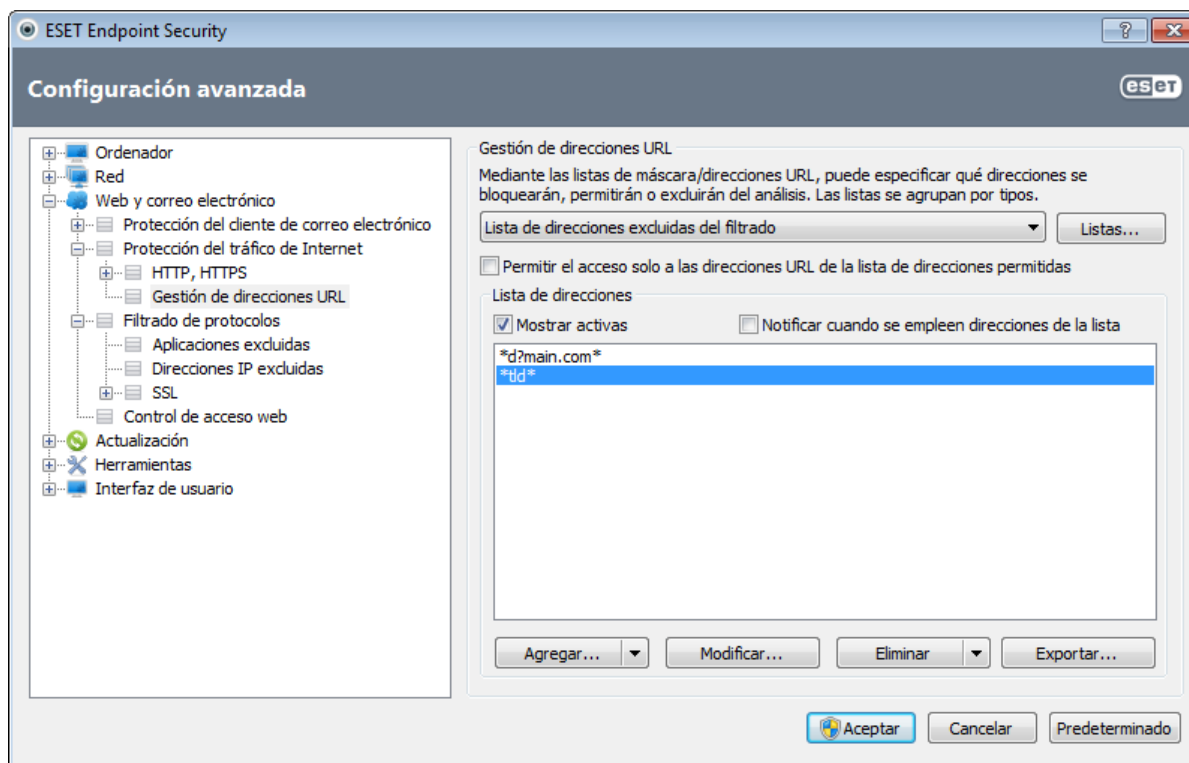 ESET Endpoint Security
?
Configuración avanzada
eset
Ordenador
Red
Web y correo electrónico
Protección del cliente de correo electrónico
Protección del tráfico de Internet
HTTP, HTTPS
Gestión de direcciones URL
Filtrado de protocolos
Aplicaciones excluidas
Direcciones IP excluidas
SSL
Control de acceso web
Actualización
Herramientas
Interfaz de usuario
Gestión de direcciones URL
Mediante las listas de máscara/direcciones URL, puede especificar qué direcciones se
bloquearán, permitirán o excluirán del análisis. Las listas se agrupan por tipos.
Lista de direcciones excluidas del filtrado
Listas...
Permitir el acceso solo a las direcciones URL de la lista de direcciones permitidas
Lista de direcciones
Mostrar activas
Notificar cuando se empleen direcciones de la lista
*d?main.com*
*tld*
Agregar...
Modificar...
Eliminar
Exportar...
Aceptar
Cancelar
Predeterminado